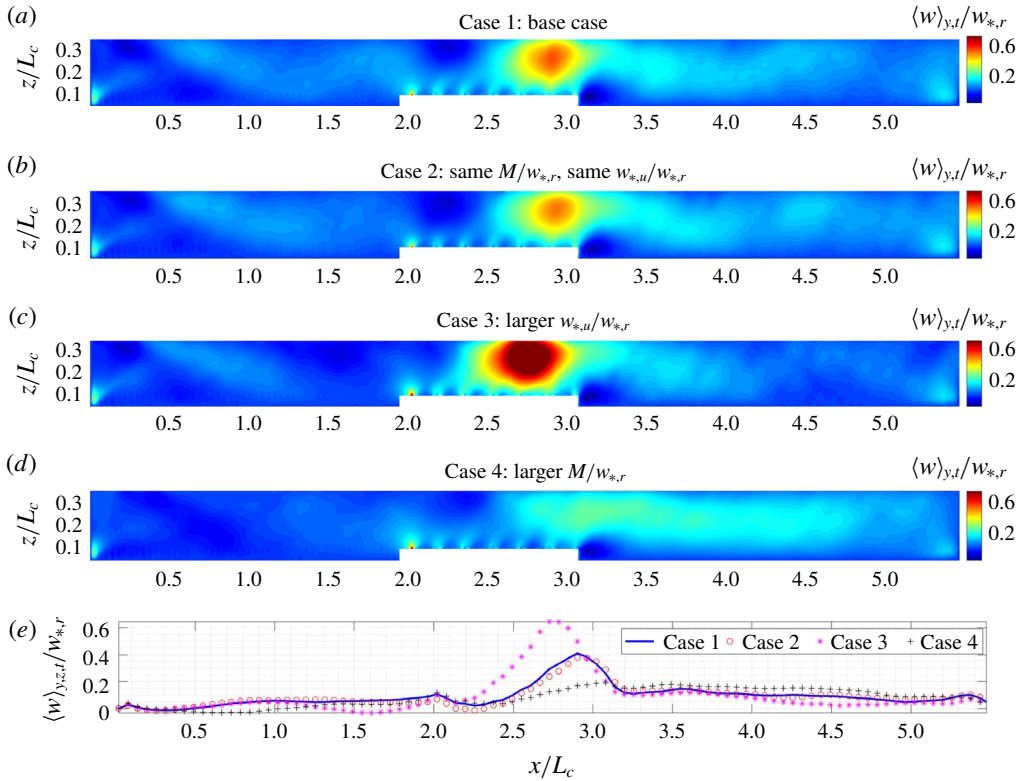 (a) Case 1: base case ⟨w⟩y,t/w*,r
z/Lc 0.3 0.2 0.1 0.6 0.2
0.5 1.0 1.5 2.0 2.5 3.0 3.5 4.0 4.5 5.0
(b) Case 2: same M/w*,r, same w*,u/w*,r ⟨w⟩y,t/w*,r
z/Lc 0.3 0.2 0.1 0.6 0.2
0.5 1.0 1.5 2.0 2.5 3.0 3.5 4.0 4.5 5.0
(c) Case 3: larger w*,u/w*,r ⟨w⟩y,t/w*,r
z/Lc 0.3 0.2 0.1 0.6 0.2
0.5 1.0 1.5 2.0 2.5 3.0 3.5 4.0 4.5 5.0
(d) Case 4: larger M/w*,r ⟨w⟩y,t/w*,r
z/Lc 0.3 0.2 0.1 0.6 0.2
0.5 1.0 1.5 2.0 2.5 3.0 3.5 4.0 4.5 5.0
(e) ⟨w⟩y,z,t/w*,r 0.6 0.4 0.2 0 Case 1 Case 2 Case 3 Case 4
0.5 1.0 1.5 2.0 2.5 3.0 3.5 4.0 4.5 5.0
x/Lc